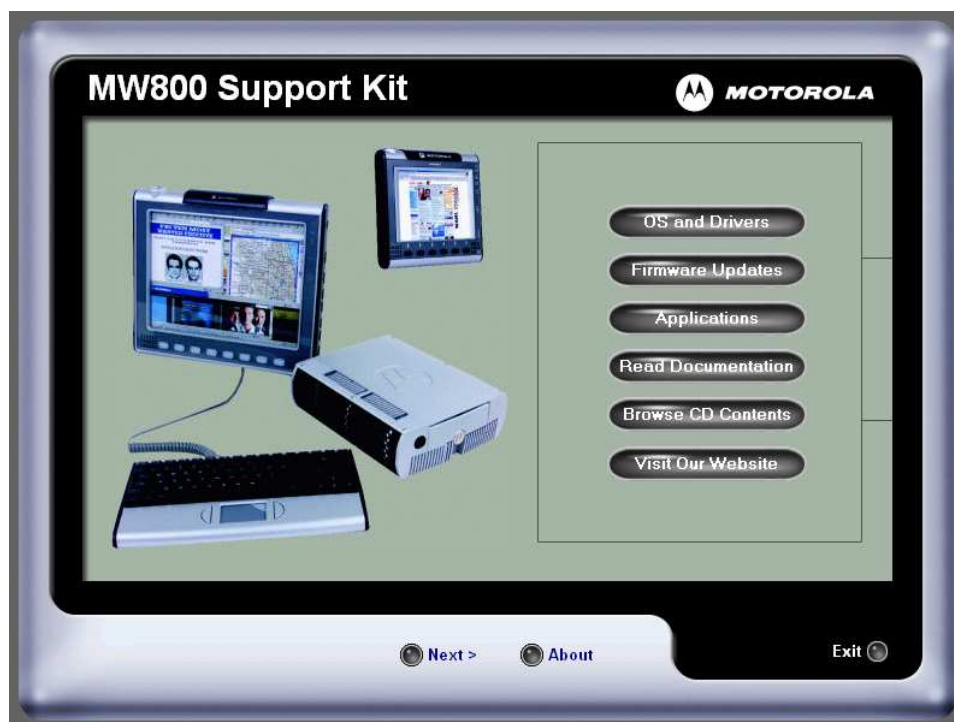 MW800 Support Kit
MOTOROLA
OS and Drivers
Firmware Updates
Applications
Read Documentation
Browse CD Contents
Visit Our Website
Next >
About
Exit